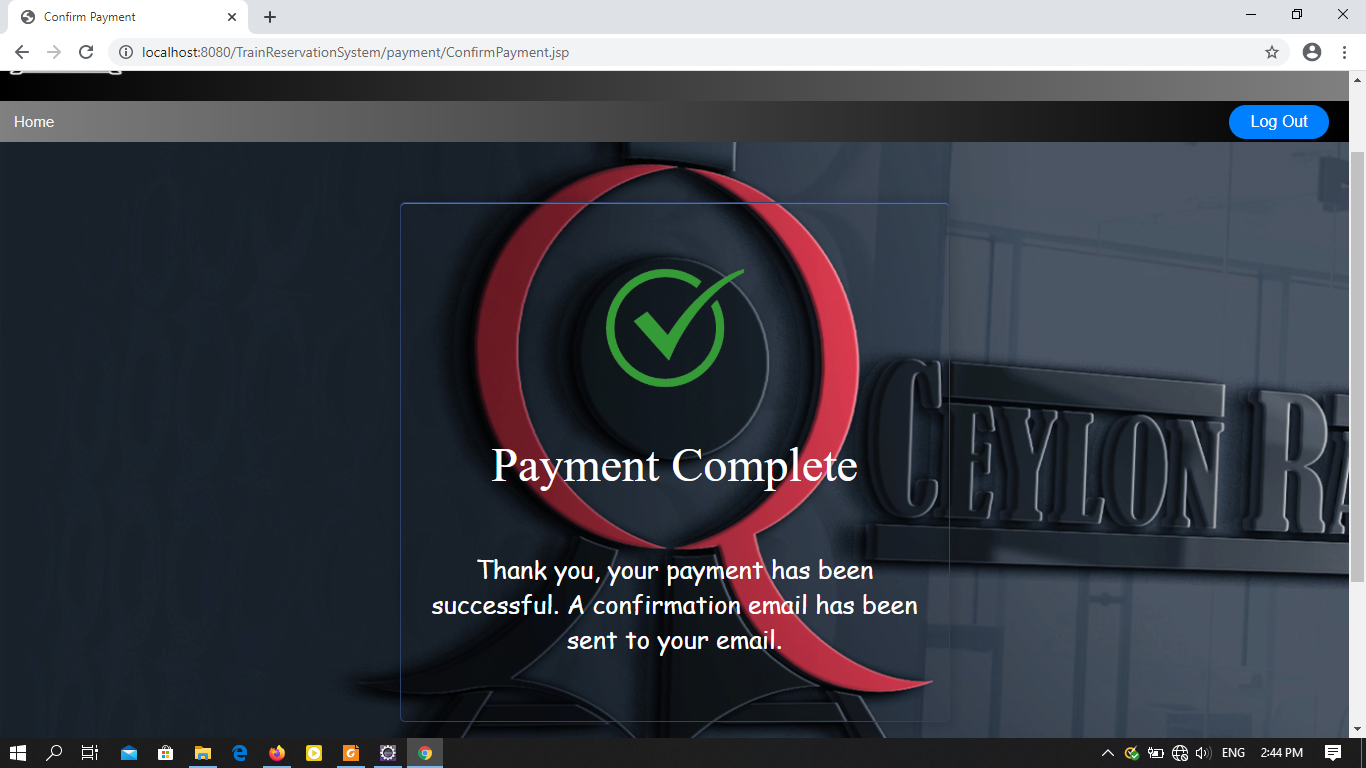 Confirm Payment
localhost:8080/TrainReservationSystem/payment/ConfirmPayment.jsp
Home
Log Out
CEYLON
Payment Complete
Thank you, your payment has been
successful. A confirmation email has been
sent to your email.
ENG
2:44 PM